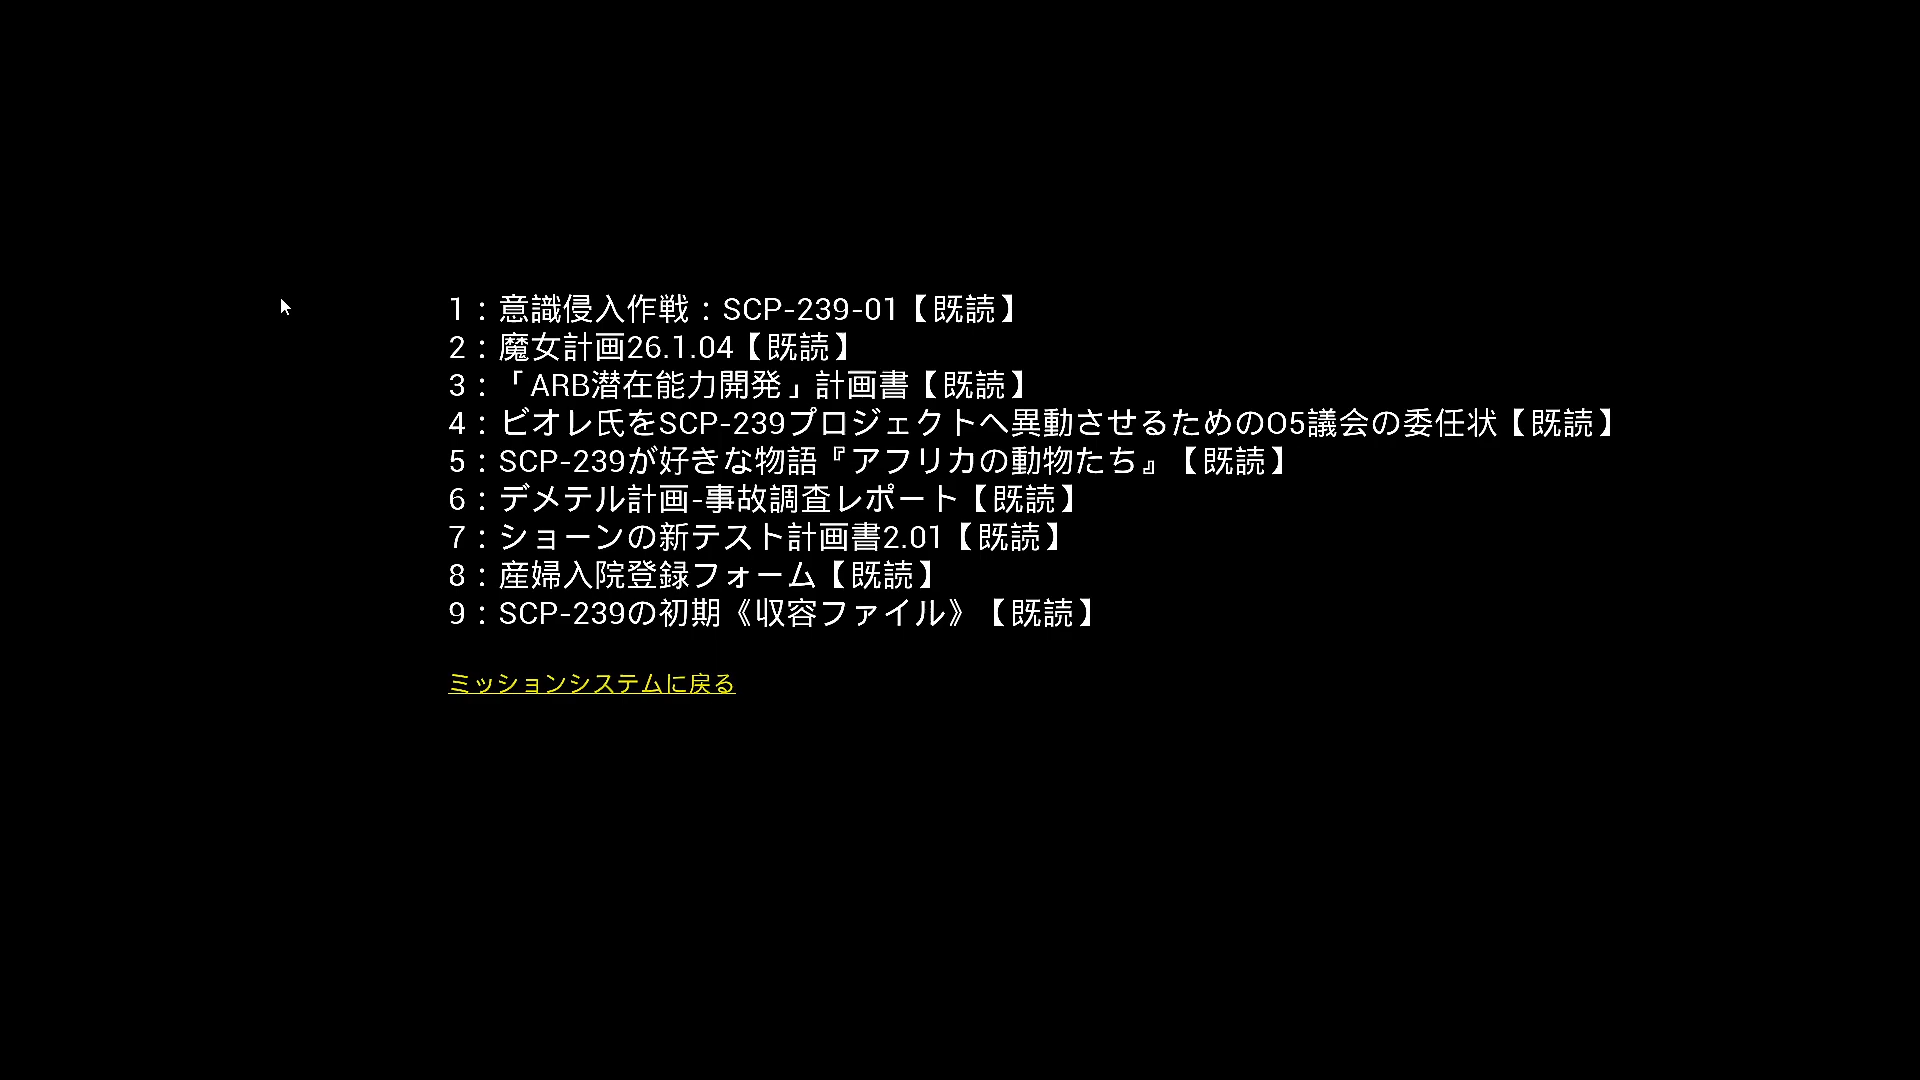 1：意識侵入作戦：SCP-239-01【既読】
2：魔女計画26.1.04【既読】
3：「ARB潜在能力開発」計画書【既読】
4：ビオレ氏をSCP-239プロジェクトへ異動させるためのO5議会の委任状【既読】
5：SCP-239が好きな物語『アフリカの動物たち』【既読】
6：デメテル計画-事故調査レポート【既読】
7：ショーンの新テスト計画書2.01【既読】
8：産婦入院登録フォーム【既読】
9：SCP-239の初期《収容ファイル》【既読】
ミッションシステムに戻る